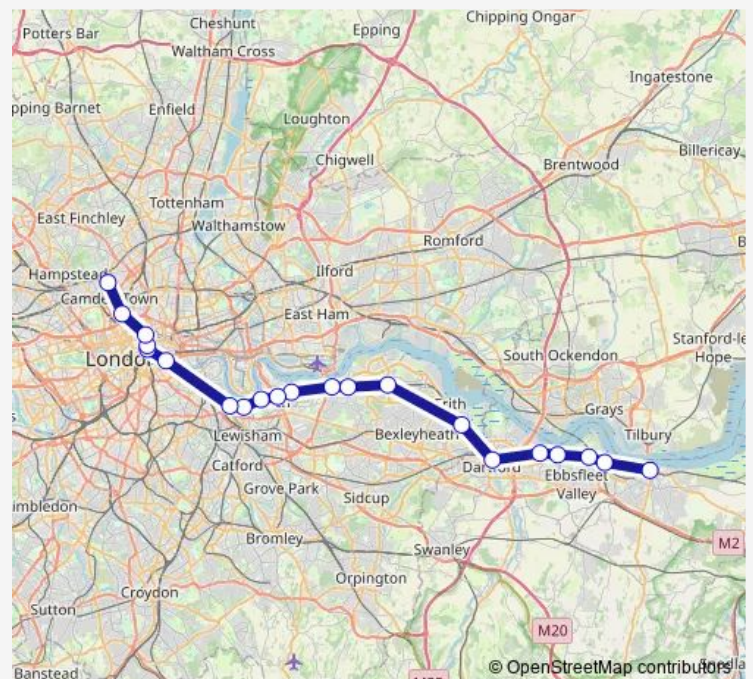 Cheshunt
Chipping Ongar
Potters Bar
Epping
Waltham Cross
Ingatestone
pping Barnet
Enfield
Loughton
Billericay
Chigwell
Brentwood
Tottenham
East Finchley
Walthamstow
Romford
B
Hampstead
Ilford
Camde Town
East Ham
Stanford-le
Hope
London
South Ockendon
Grays
Erith
Tilbury
Lewisham
Bexleyheath
Catford
Dartford
Ebbsfleet
Valley
Grove Park
Sidcup
imbledon
Bromley
Swanley
M2
Orpington
Croydon
Sutton
M20
Banstead
© OpenStreetMap contributors